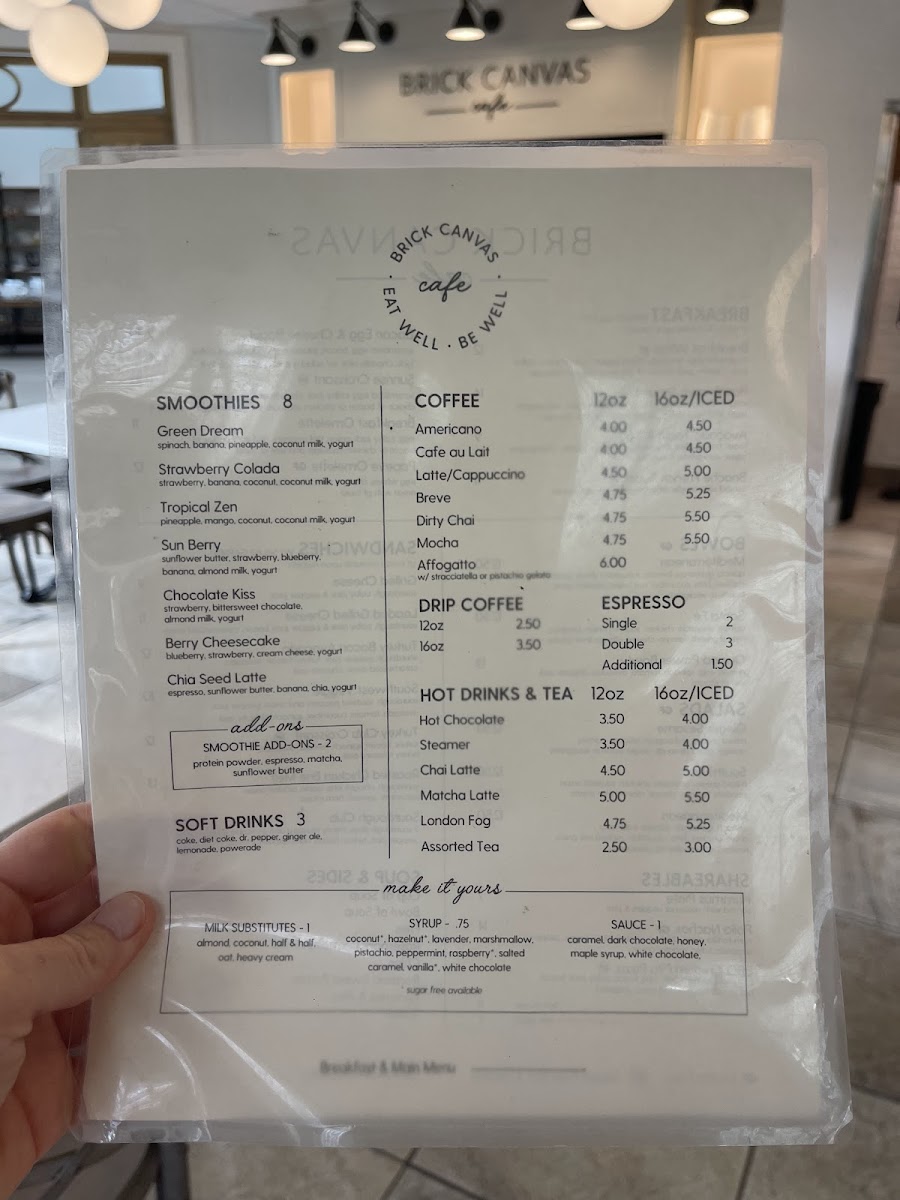 BRICK CANVAS
cafe
BRICK CANVAS
cafe
EAT WELL · BE WELL
SMOOTHIES 8
Green Dream
spinach, banana, pineapple, coconut milk, yogurt
Strawberry Colada
strawberry, banana, coconut, coconut milk, yogurt
Tropical Zen
pineapple, mango, coconut, coconut milk, yogurt
Sun Berry
sunflower butter, strawberry, blueberry,
banana, almond milk, yogurt
Chocolate Kiss
strawberry, bittersweet chocolate,
almond milk, yogurt
Berry Cheesecake
blueberry, strawberry, cream cheese, yogurt
Chia Seed Latte
espresso, sunflower butter, banana, chia, yogurt
add-ons
SMOOTHIE ADD-ONS - 2
protein powder, espresso, matcha,
sunflower butter
SOFT DRINKS 3
coke, diet coke, dr. pepper, ginger ale,
lemonade, powerade
COFFEE 12oz 16oz/ICED
Americano 4.00 4.50
Cafe au Lait 4.00 4.50
Latte/Cappuccino 4.50 5.00
Breve 4.75 5.25
Dirty Chai 4.75 5.50
Mocha 4.75 5.50
Affogatto 6.00
w/ stracciatella or pistachio gelato
DRIP COFFEE
12oz 2.50
16oz 3.50
ESPRESSO
Single 2
Double 3
Additional 1.50
HOT DRINKS & TEA 12oz 16oz/ICED
Hot Chocolate 3.50 4.00
Steamer 3.50 4.00
Chai Latte 4.50 5.00
Matcha Latte 5.00 5.50
London Fog 4.75 5.25
Assorted Tea 2.50 3.00
make it yours
MILK SUBSTITUTES - 1
almond, coconut, half & half,
oat, heavy cream
SYRUP - .75
coconut*, hazelnut*, lavender, marshmallow,
pistachio, peppermint, raspberry*, salted
caramel, vanilla*, white chocolate
* sugar free available
SAUCE - 1
caramel, dark chocolate, honey,
maple syrup, white chocolate,
Breakfast & Main Menu